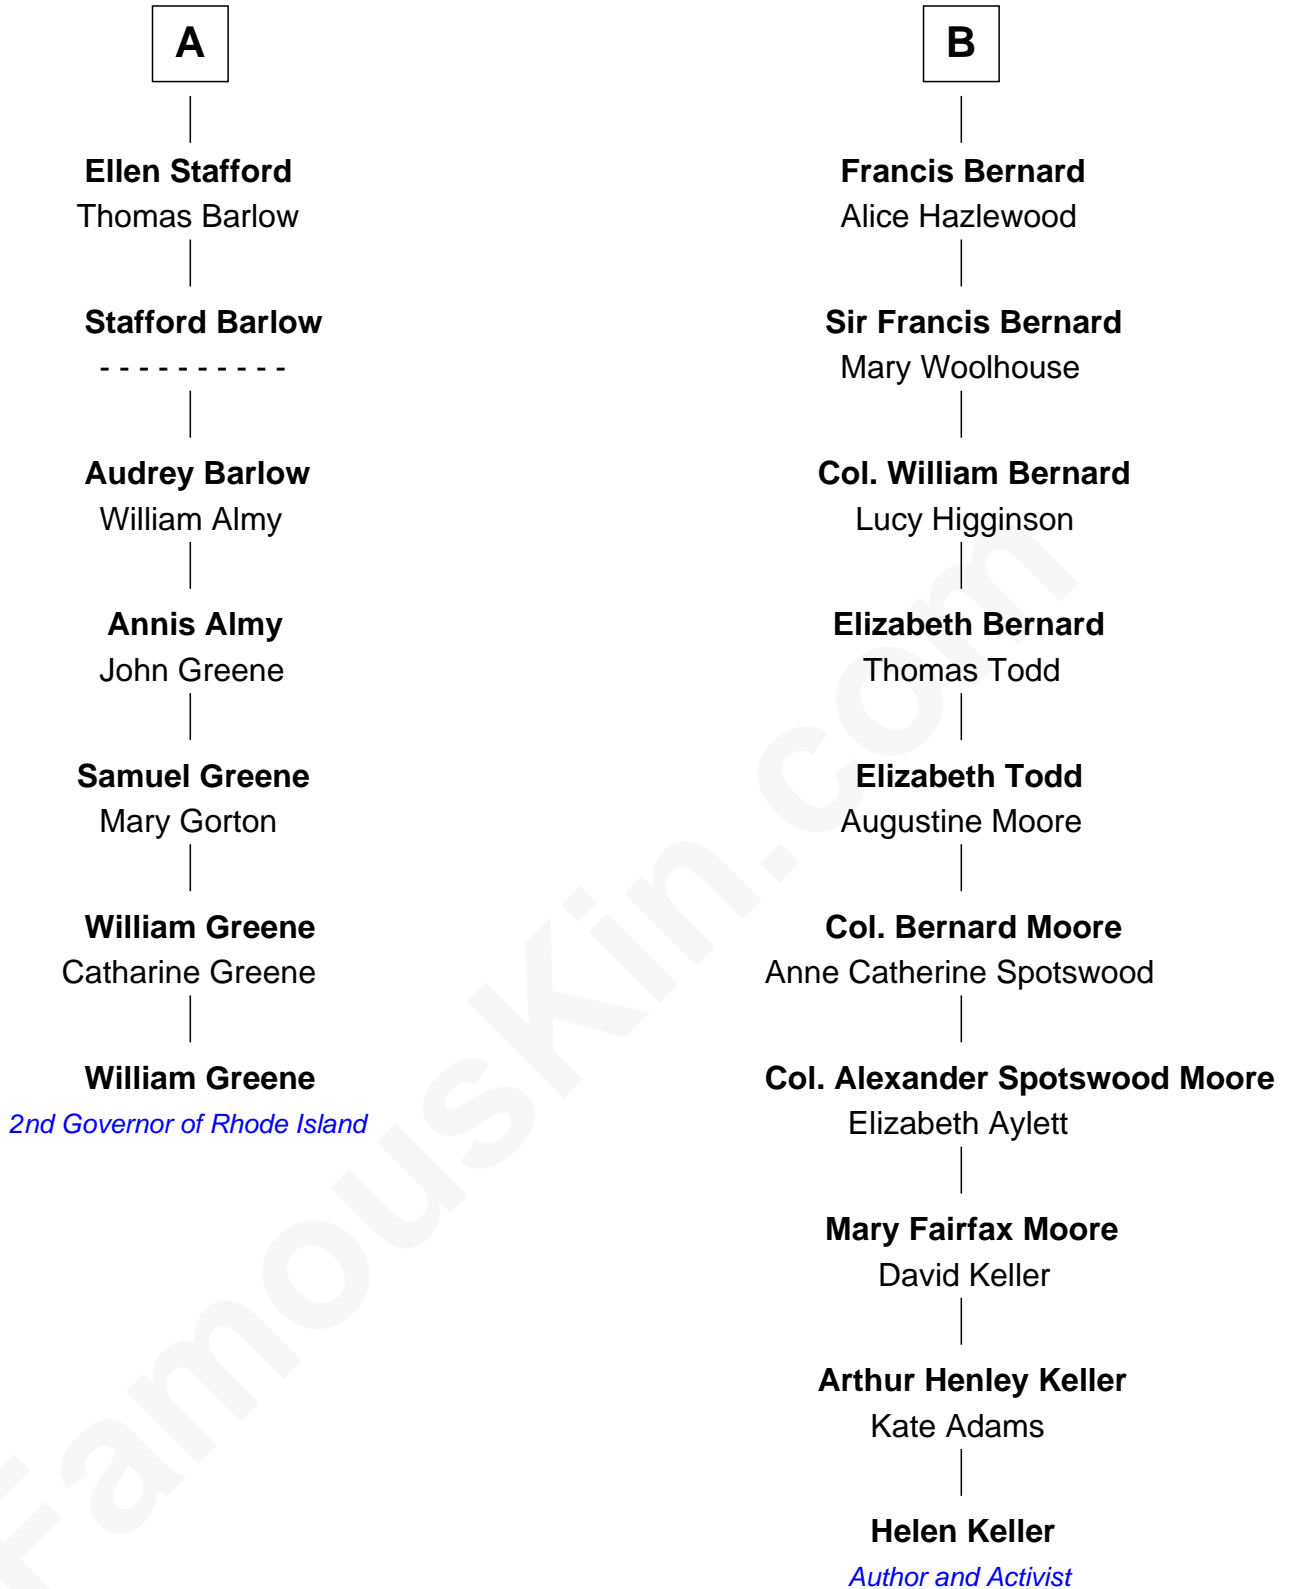 A
Ellen Stafford
Thomas Barlow
Stafford Barlow
- - - - - - - - - -
Audrey Barlow
William Almy
Annis Almy
John Greene
Samuel Greene
Mary Gorton
William Greene
Catharine Greene
William Greene
2nd Governor of Rhode Island
B
Francis Bernard
Alice Hazlewood
Sir Francis Bernard
Mary Woolhouse
Col. William Bernard
Lucy Higginson
Elizabeth Bernard
Thomas Todd
Elizabeth Todd
Augustine Moore
Col. Bernard Moore
Anne Catherine Spotswood
Col. Alexander Spotswood Moore
Elizabeth Aylett
Mary Fairfax Moore
David Keller
Arthur Henley Keller
Kate Adams
Helen Keller
Author and Activist
FamousKin.com